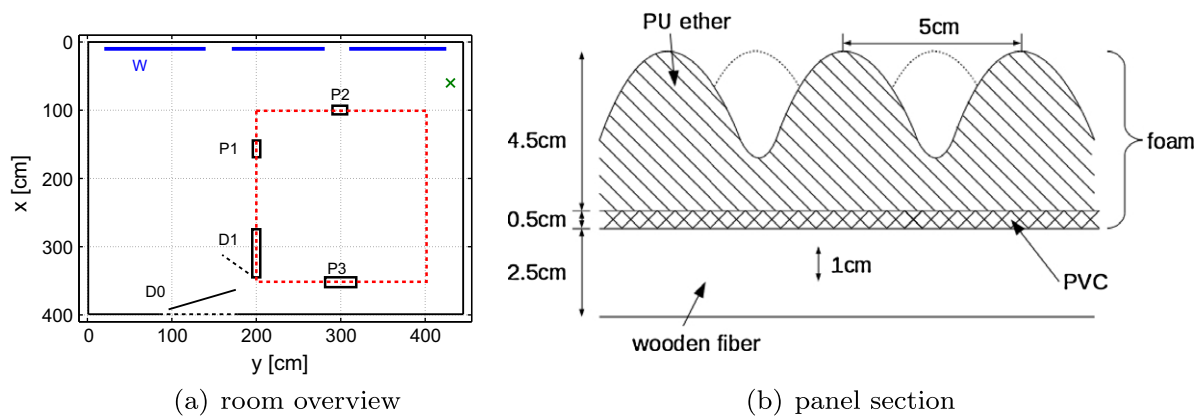 0
100
200
300
400
x [cm]
W
P2
P1
D1
P3
D0
0
100
200
300
400
y [cm]
(a) room overview
PU ether
5cm
4.5cm
foam
0.5cm
2.5cm
1cm
PVC
wooden fiber
(b) panel section